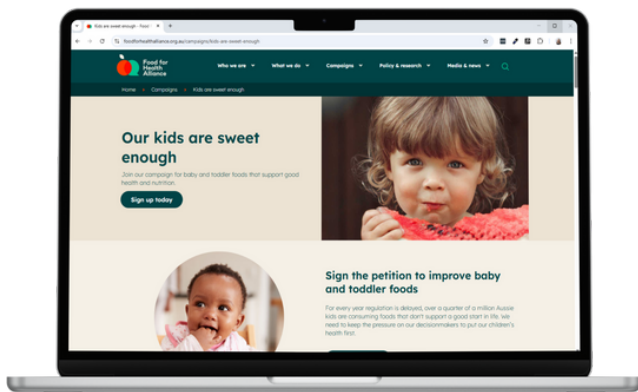 Kids are sweet enough - Food f
foodforhealthalliance.org.au/campaigns/kids-are-sweet-enough
Food for
Health
Alliance
Who we are
What we do
Campaigns
Policy & research
Media & news
Home > Campaigns > Kids are sweet enough
Our kids are sweet
enough
Join our campaign for baby and toddler foods that support good
health and nutrition.
Sign up today
Sign the petition to improve baby
and toddler foods
For every year regulation is delayed, over a quarter of a million Aussie
kids are consuming foods that don't support a good start in life. We
need to keep the pressure on our decisionmakers to put our children's
health first.